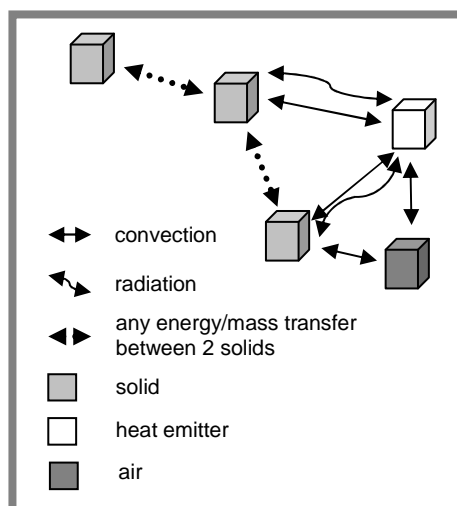 convection
radiation
any energy/mass transfer
between 2 solids
solid
heat emitter
air